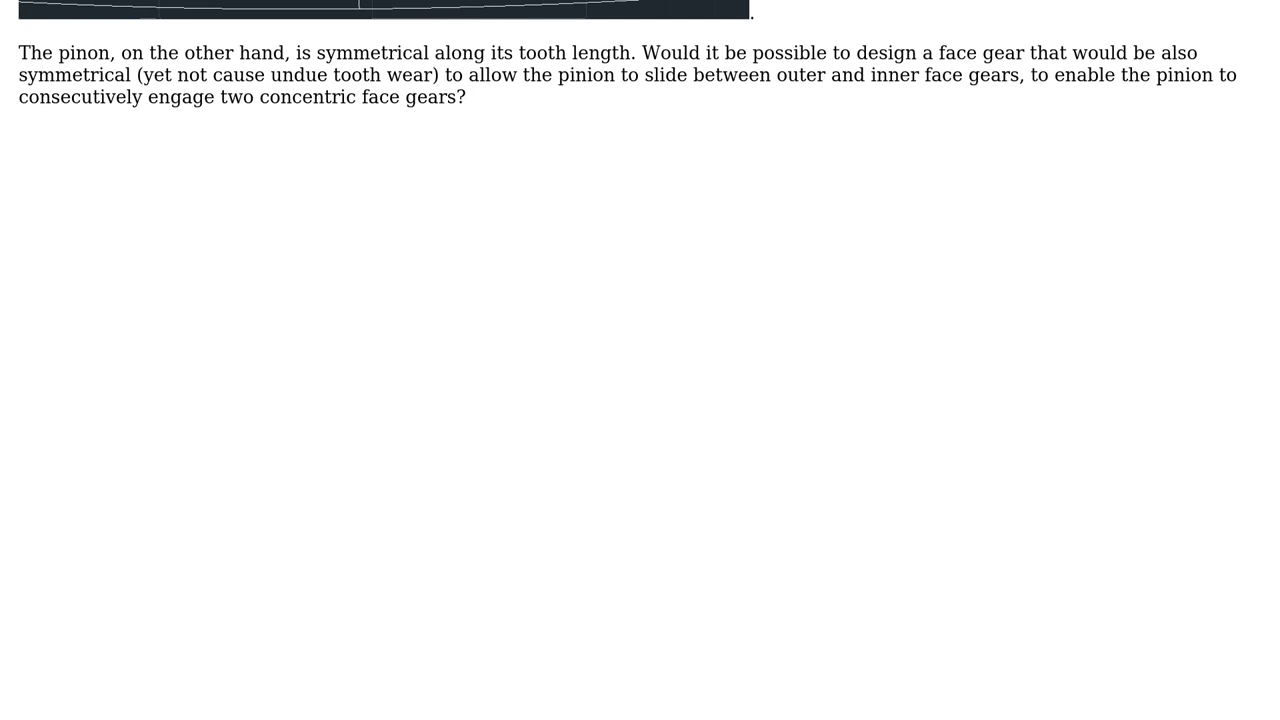 .
The pinon, on the other hand, is symmetrical along its tooth length. Would it be possible to design a face gear that would be also
symmetrical (yet not cause undue tooth wear) to allow the pinion to slide between outer and inner face gears, to enable the pinion to
consecutively engage two concentric face gears?